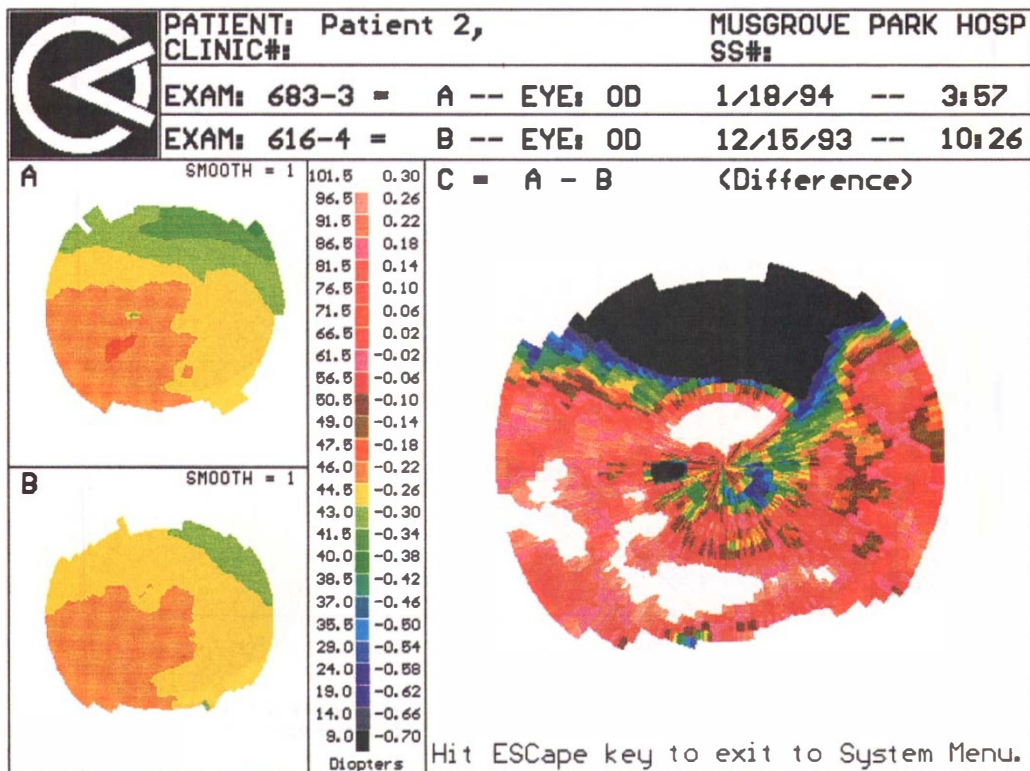 PATIENT: Patient 2, MUSGROVE PARK HOSP
CLINIC#: SS#:
EXAM: 683-3 = A -- EYE: OD 1/18/94 -- 3:57
EXAM: 616-4 = B -- EYE: OD 12/15/93 -- 10:26
A SMOOTH = 1
B SMOOTH = 1
101.5 0.30
96.5 0.26
91.5 0.22
86.5 0.18
81.5 0.14
76.5 0.10
71.5 0.06
66.5 0.02
61.5 -0.02
56.5 -0.06
50.5 -0.10
49.0 -0.14
47.5 -0.18
46.0 -0.22
44.5 -0.26
43.0 -0.30
41.5 -0.34
40.0 -0.38
38.5 -0.42
37.0 -0.46
35.5 -0.50
29.0 -0.54
24.0 -0.58
19.0 -0.62
14.0 -0.66
9.0 -0.70
Diopters
C = A - B (Difference)
Hit ESCape key to exit to System Menu.